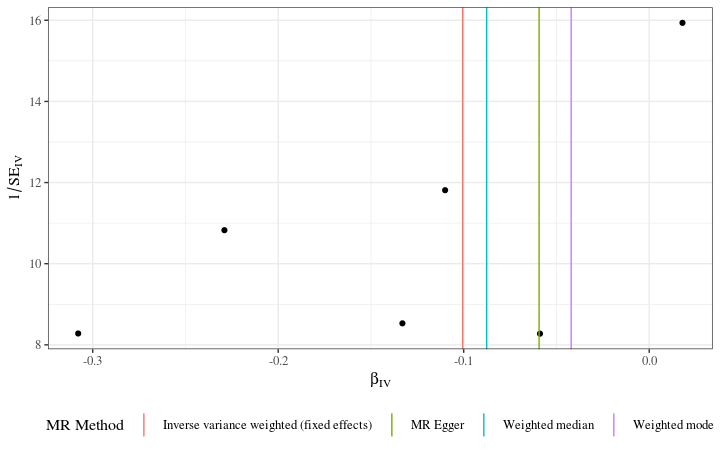 16
14
12
10
8
1/SE_IV
-0.3 -0.2 -0.1 0.0
β_IV
MR Method Inverse variance weighted (fixed effects) MR Egger Weighted median Weighted mode